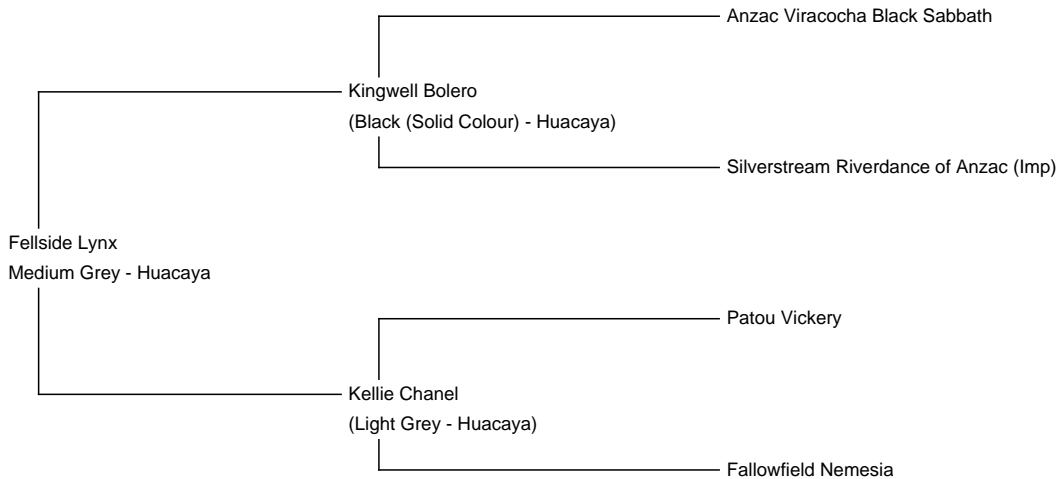 Anzac Viracocha Black Sabbath
Kingwell Bolero
(Black (Solid Colour) - Huacaya)
Silverstream Riverdance of Anzac (Imp)
Fellside Lynx
Medium Grey - Huacaya
Patou Vickery
Kellie Chanel
(Light Grey - Huacaya)
Fallowfield Nemesia